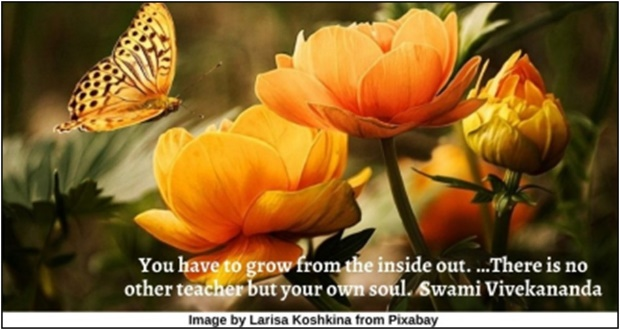 You have to grow from the inside out. ...There is no
other teacher but your own soul. Swami Vivekananda
Image by Larisa Koshkina from Pixabay